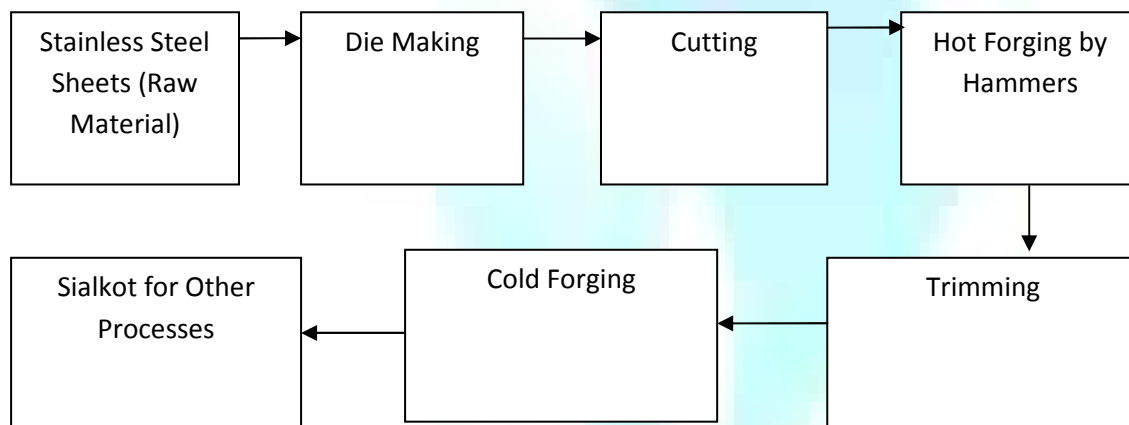 Stainless Steel
Sheets (Raw
Material)
Die Making
Cutting
Hot Forging by
Hammers
Trimming
Cold Forging
Sialkot for Other
Processes